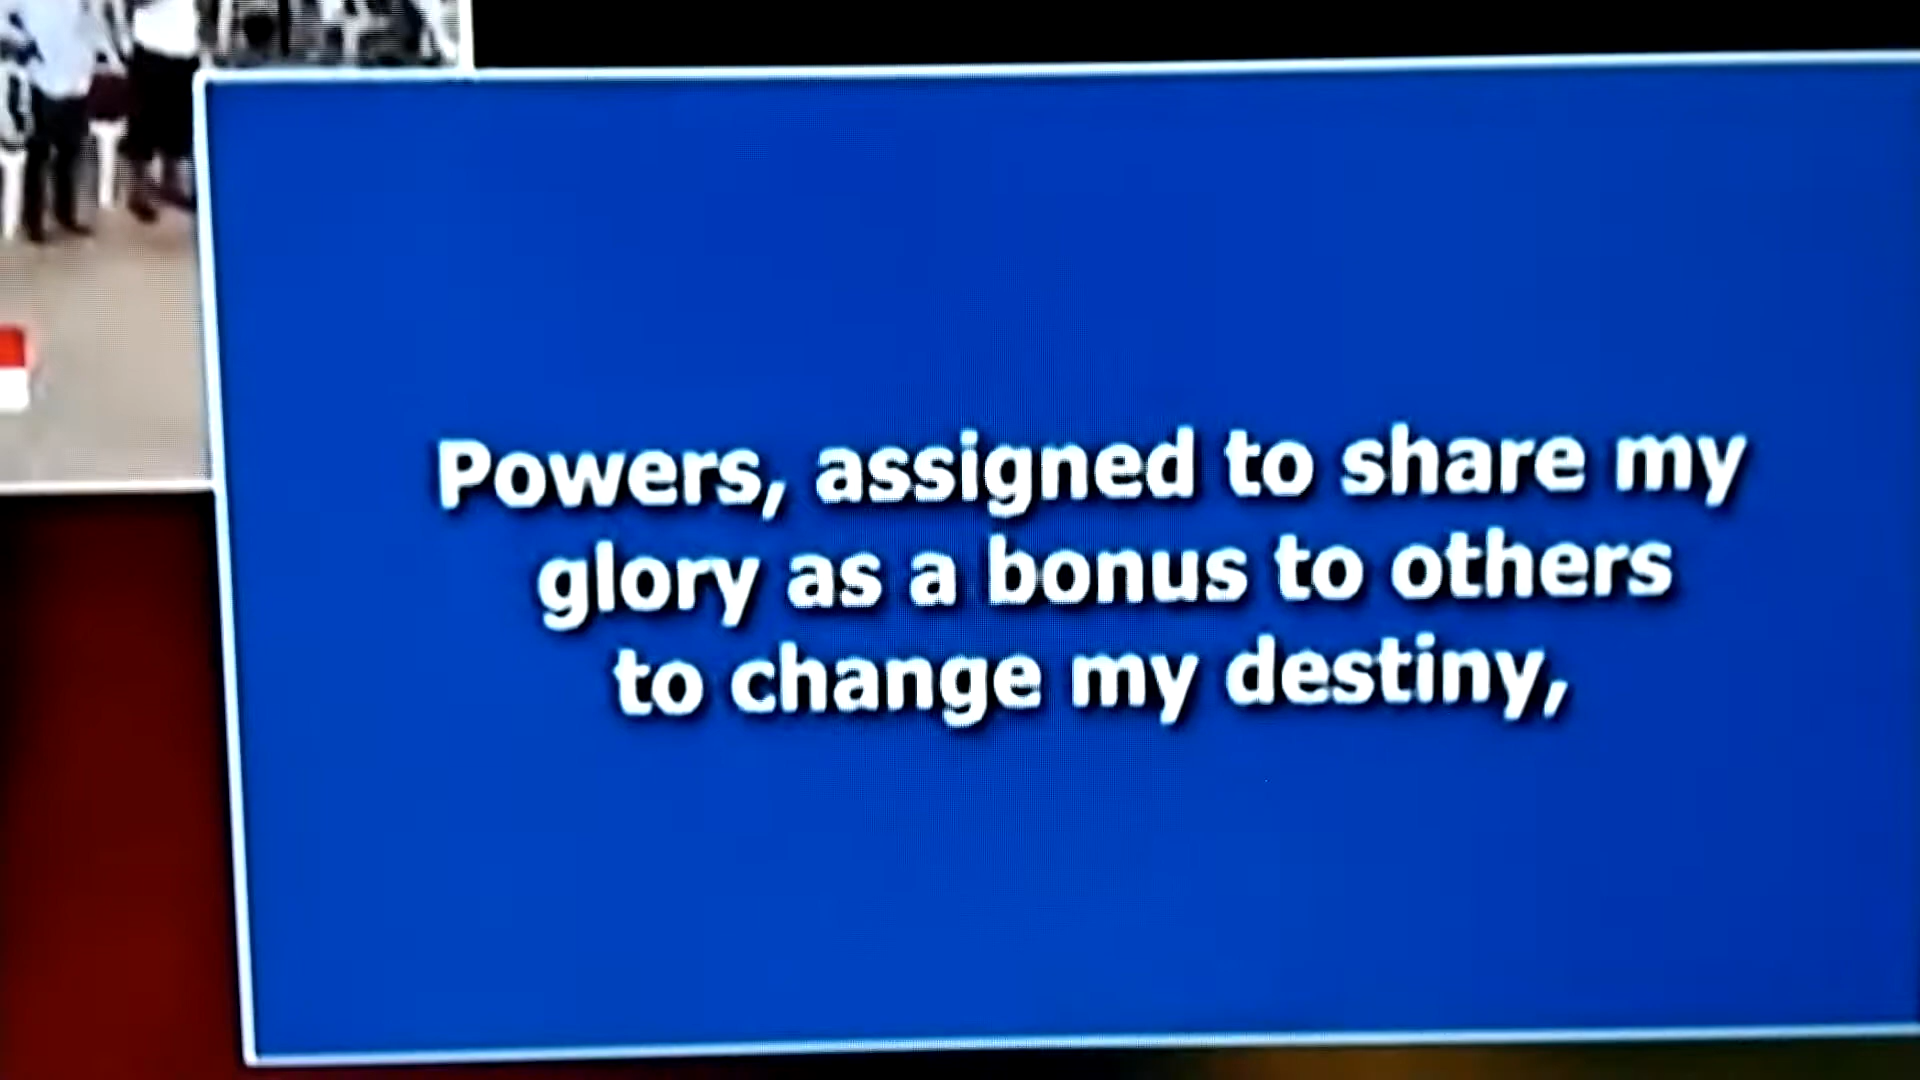 Powers, assigned to share my
glory as a bonus to others
to change my destiny,